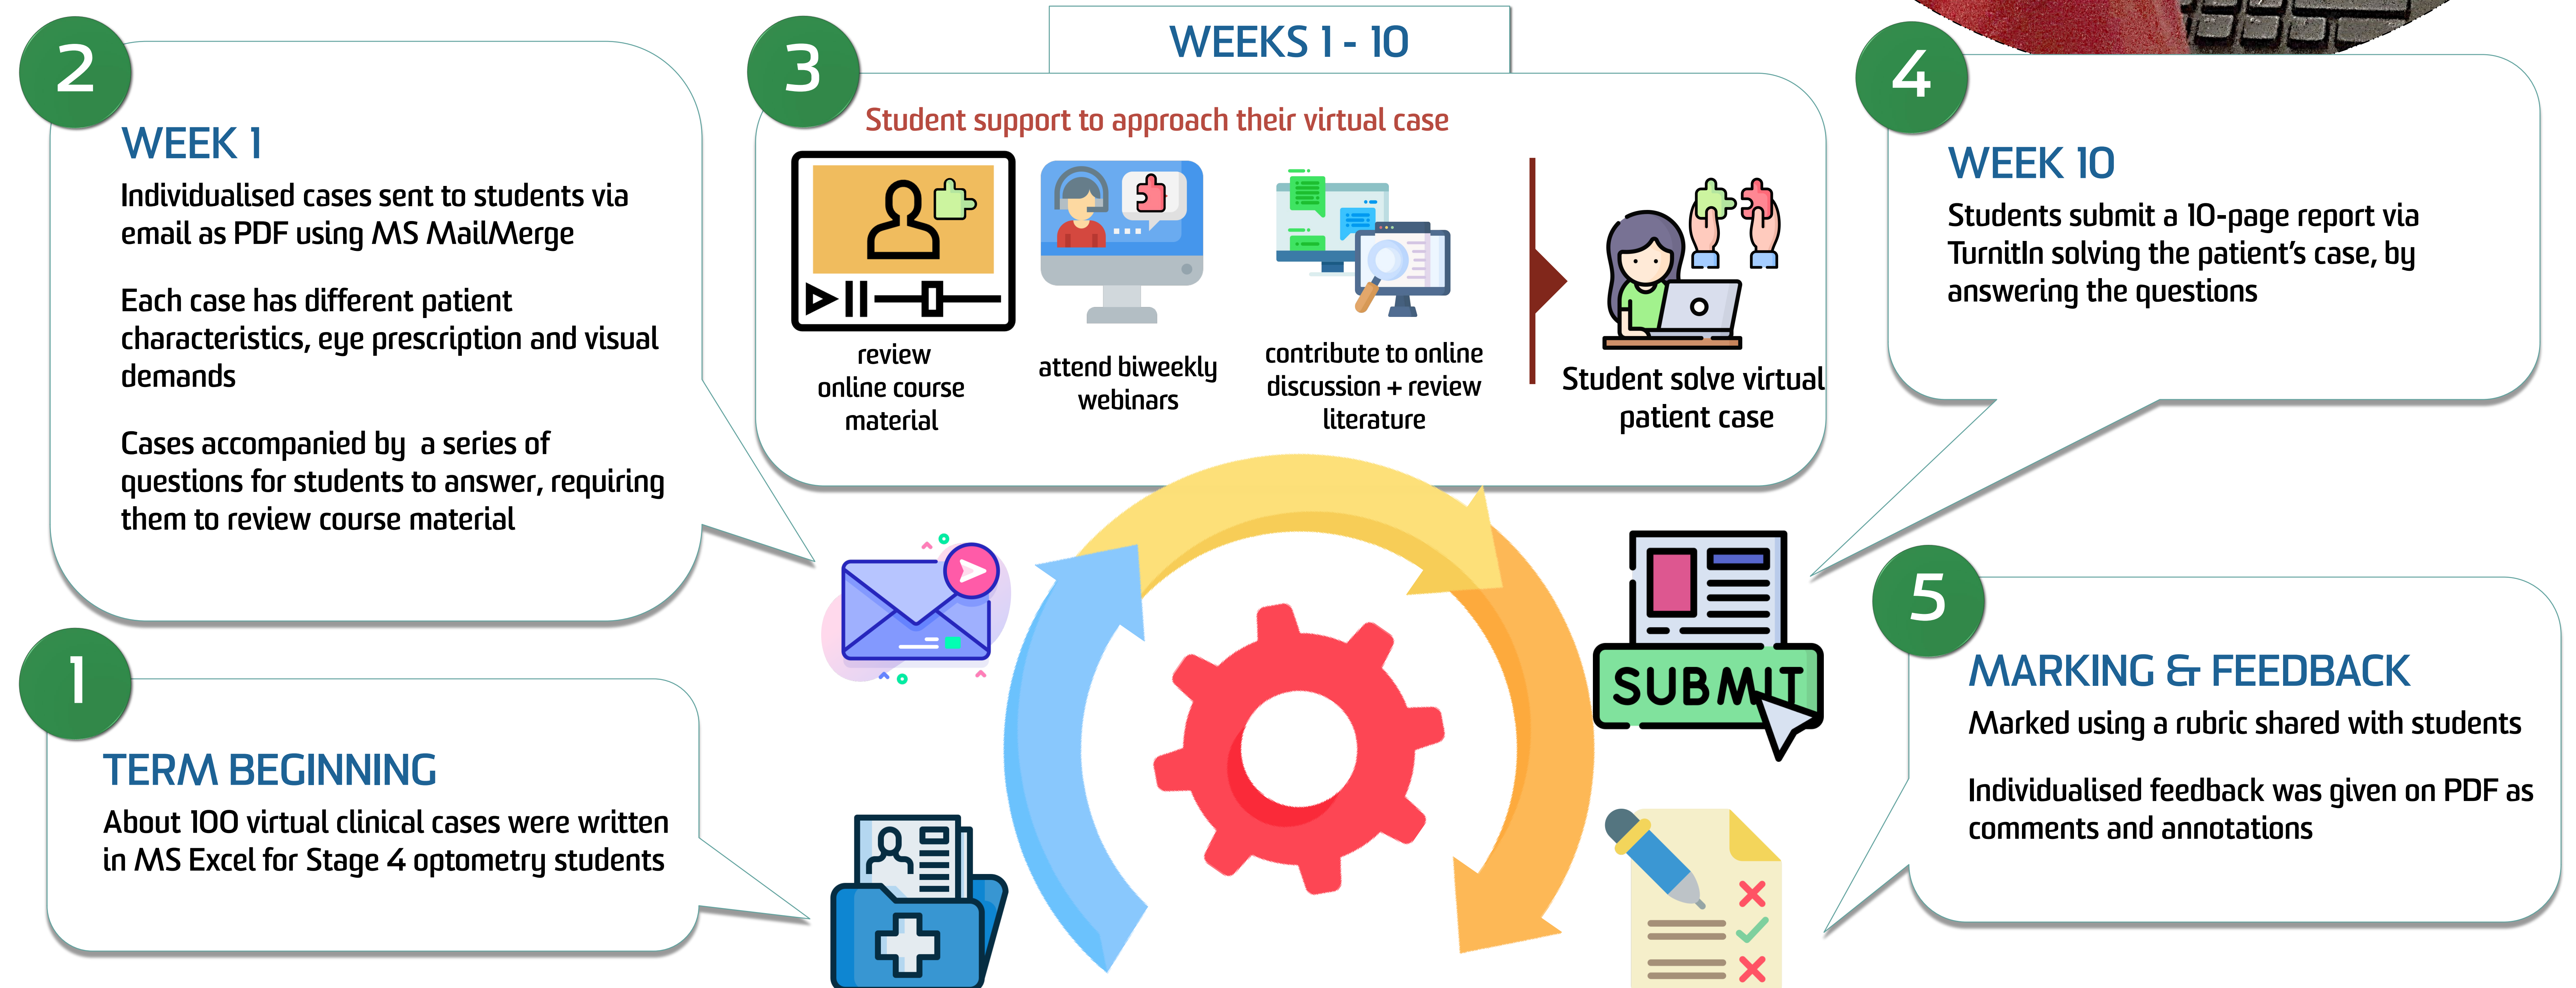 2
WEEK 1
Individualised cases sent to students via
email as PDF using MS MailMerge
Each case has different patient
characteristics, eye prescription and visual
demands
Cases accompanied by a series of
questions for students to answer, requiring
them to review course material
1
TERM BEGINNING
About 100 virtual clinical cases were written
in MS Excel for Stage 4 optometry students
WEEKS 1 - 10
3
Student support to approach their virtual case
review
online course
material
attend biweekly
webinars
contribute to online
discussion + review
literature
Student solve virtual
patient case
4
WEEK 10
Students submit a 10-page report via
TurnitIn solving the patient's case, by
answering the questions
SUBMIT
5
MARKING & FEEDBACK
Marked using a rubric shared with students
Individualised feedback was given on PDF as
comments and annotations